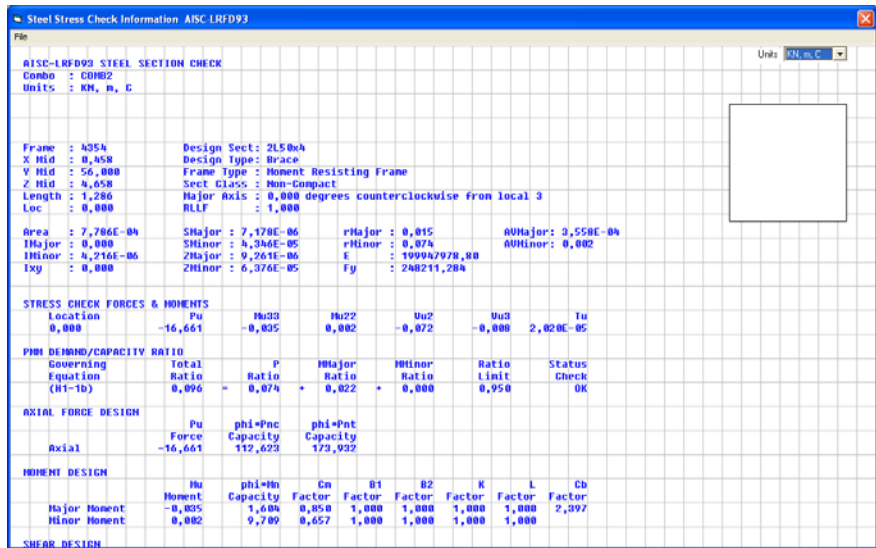 Steel Stress Check Information AISC-LRFD93
File
Units KN, m, C
AISC-LRFD93 STEEL SECTION CHECK
Combo : COMB2
Units : KN, m, C
Frame : 4354 Design Sect: 2L50x4
X Mid : 0,458 Design Type: Brace
Y Mid : 56,000 Frame Type : Moment Resisting Frame
Z Mid : 4,658 Sect Class : Non-Compact
Length : 1,286 Major Axis : 0,000 degrees counterclockwise from local 3
Loc : 0,000 RLLF : 1,000
Area : 7,786E-04 SMajor : 7,178E-06 rMajor : 0,015 AVMajor: 3,558E-04
IMajor : 0,000 SMinor : 4,346E-05 rMinor : 0,074 AVMinor: 0,002
IMinor : 4,216E-06 ZMajor : 9,261E-06 E : 199947978,80
Ixy : 0,000 ZMinor : 6,376E-05 Fy : 248211,284
STRESS CHECK FORCES & MOMENTS
Location Pu Mu33 Mu22 Vu2 Vu3 Tu
0,000 -16,661 -0,035 0,002 -0,072 -0,008 2,020E-05
PMM DEMAND/CAPACITY RATIO
Governing Total P MMajor MMinor Ratio Status
Equation Ratio Ratio Ratio Ratio Limit Check
(H1-1b) 0,096 = 0,074 + 0,022 + 0,000 0,950 OK
AXIAL FORCE DESIGN
Pu phi*Pnc phi*Pnt
Force Capacity Capacity
Axial -16,661 112,623 173,932
MOMENT DESIGN
Mu phi*Mn Cm B1 B2 K L Cb
Moment Capacity Factor Factor Factor Factor Factor Factor
Major Moment -0,035 1,604 0,850 1,000 1,000 1,000 1,000 2,397
Minor Moment 0,002 9,709 0,657 1,000 1,000 1,000 1,000
SHEAR DESIGN